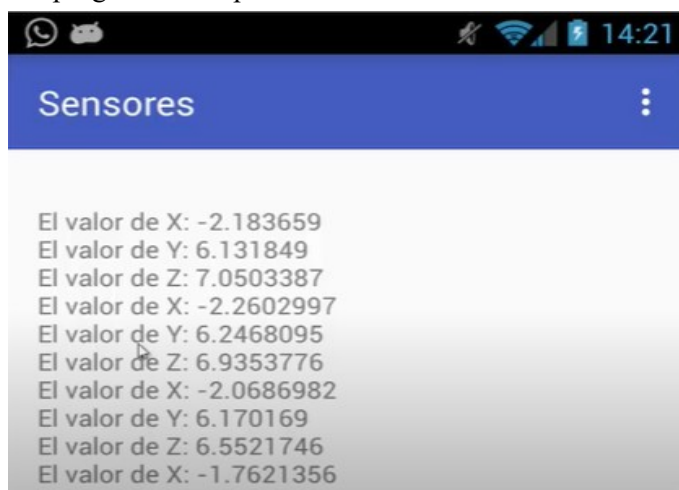 14:21
Sensores
El valor de X: -2.183659
El valor de Y: 6.131849
El valor de Z: 7.0503387
El valor de X: -2.2602997
El valor de Y: 6.2468095
El valor de Z: 6.9353776
El valor de X: -2.0686982
El valor de Y: 6.170169
El valor de Z: 6.5521746
El valor de X: -1.7621356